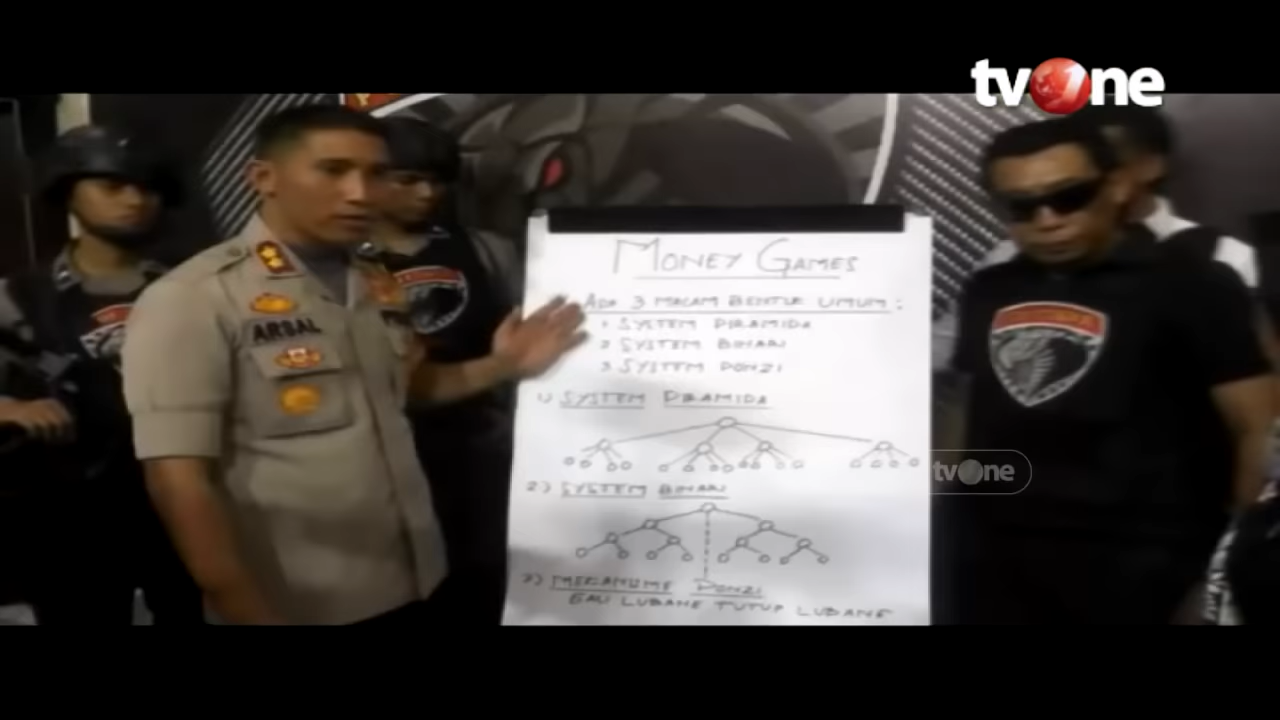 tvOne
MONEY GAMES
ADA 3 MACAM BENTUK UMUM :
1 SYSTEM PIRAMIDA
2 SYSTEM BINARI
3 SYSTEM PONZI
1) SYSTEM PIRAMIDA
2) SYSTEM BINARI
3) MEKANISME PONZI
GALI LUBANG TUTUP LUBANG
ARSAL
tvOne